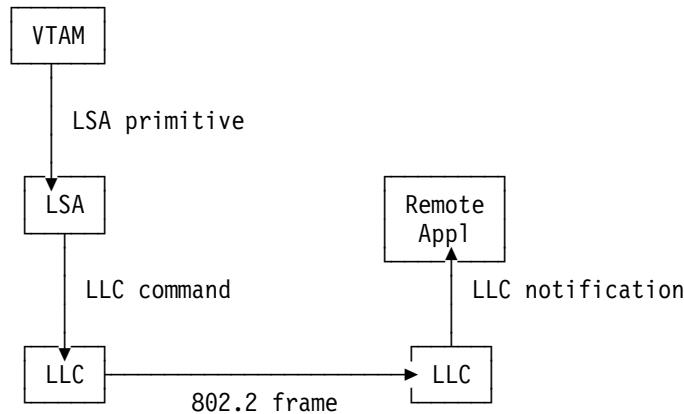 VTAM
LSA primitive
LSA
Remote
Appl
LLC command
LLC notification
LLC
LLC
802.2 frame